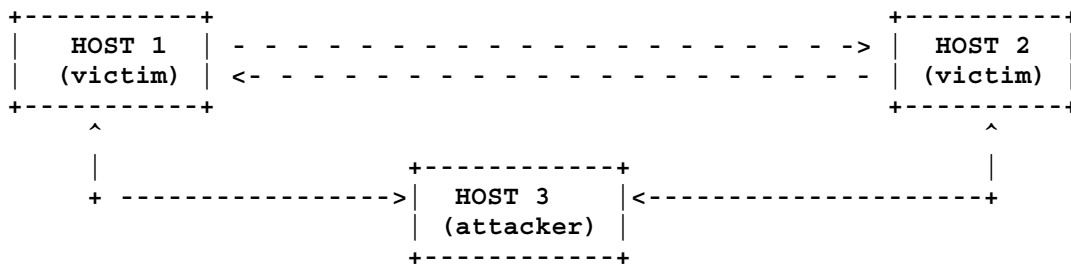 HOST 1
HOST 2
(victim)
(victim)
HOST 3
(attacker)